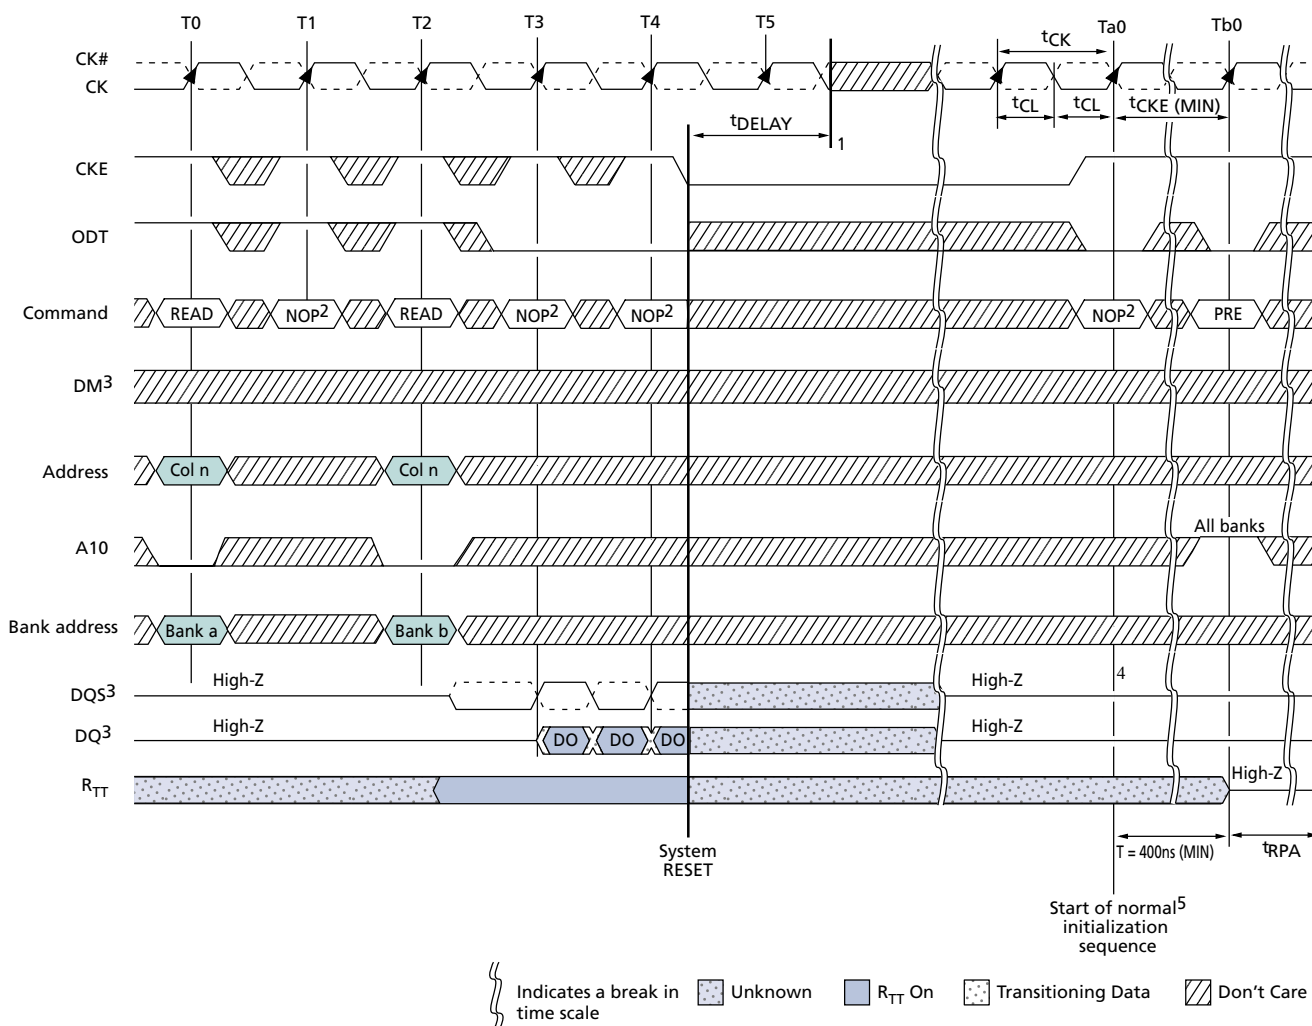 T0 T1 T2 T3 T4 T5 Ta0 Tb0
tCK
CK#
CK
tCL tCL tCKE (MIN)
tDELAY
1
CKE
ODT
Command READ NOP2 READ NOP2 NOP2 NOP2 PRE
DM3
Address Col n Col n
All banks
A10
Bank address Bank a Bank b
DQS3 High-Z High-Z 4
DQ3 High-Z DO DO DO High-Z
RTT High-Z
System
RESET
T = 400ns (MIN) tRPA
Start of normal5
initialization
sequence
Indicates a break in
time scale
Unknown
RTT On
Transitioning Data
Don't Care